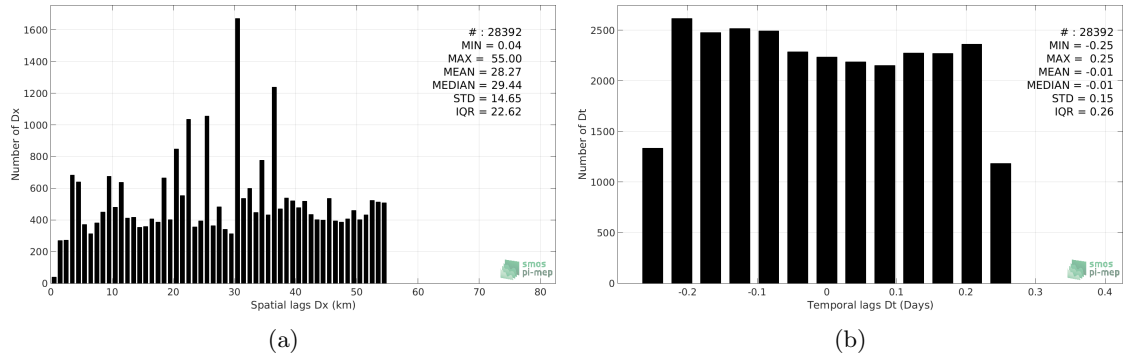 # : 28392
MIN = 0.04
MAX = 55.00
MEAN = 28.27
MEDIAN = 29.44
STD = 14.65
IQR = 22.62
Number of Dx
1600
1400
1200
1000
800
600
400
200
0
0 10 20 30 40 50 60 70 80
Spatial lags Dx (km)
smos
pi-mep
(a)
# : 28392
MIN = -0.25
MAX = 0.25
MEAN = -0.01
MEDIAN = -0.01
STD = 0.15
IQR = 0.26
Number of Dt
2500
2000
1500
1000
500
0
-0.2 -0.1 0 0.1 0.2 0.3 0.4
Temporal lags Dt (Days)
smos
pi-mep
(b)